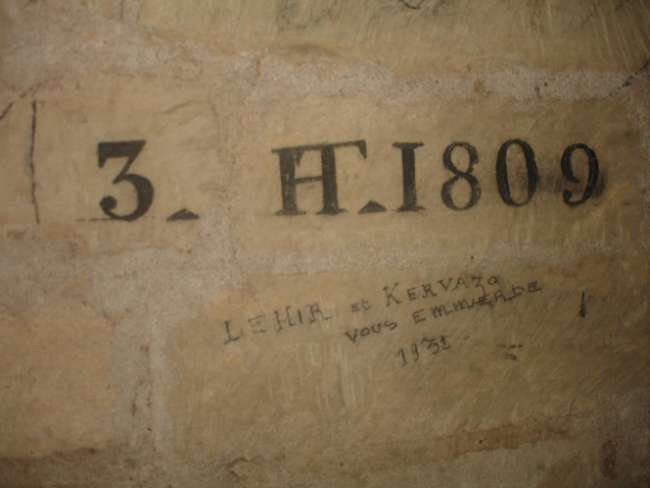 3. HT. 1809
LEHIR et KERVAZO
VOUS EMMERDE
1931